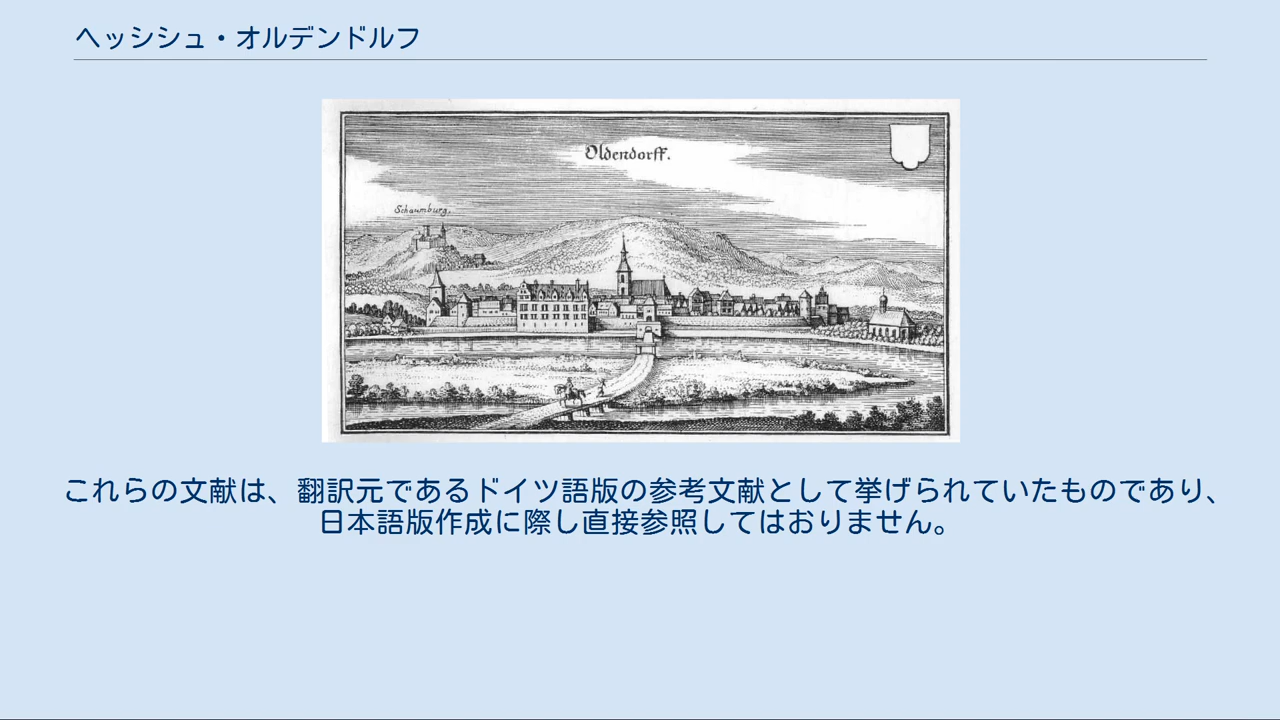 ヘッシシュ・オルデンドルフ
Oldendorff.
Schaumburg.
これらの文献は、翻訳元であるドイツ語版の参考文献として挙げられていたものであり、
日本語版作成に際し直接参照してはおりません。